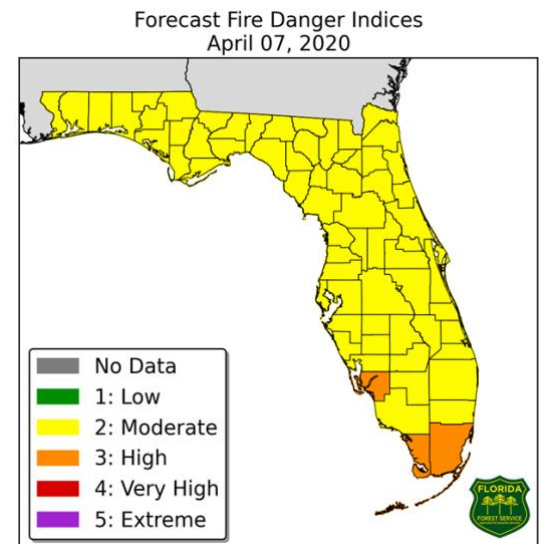 Forecast Fire Danger Indices
April 07, 2020
No Data
1: Low
2: Moderate
3: High
4: Very High
5: Extreme
FLORIDA
FOREST SERVICE